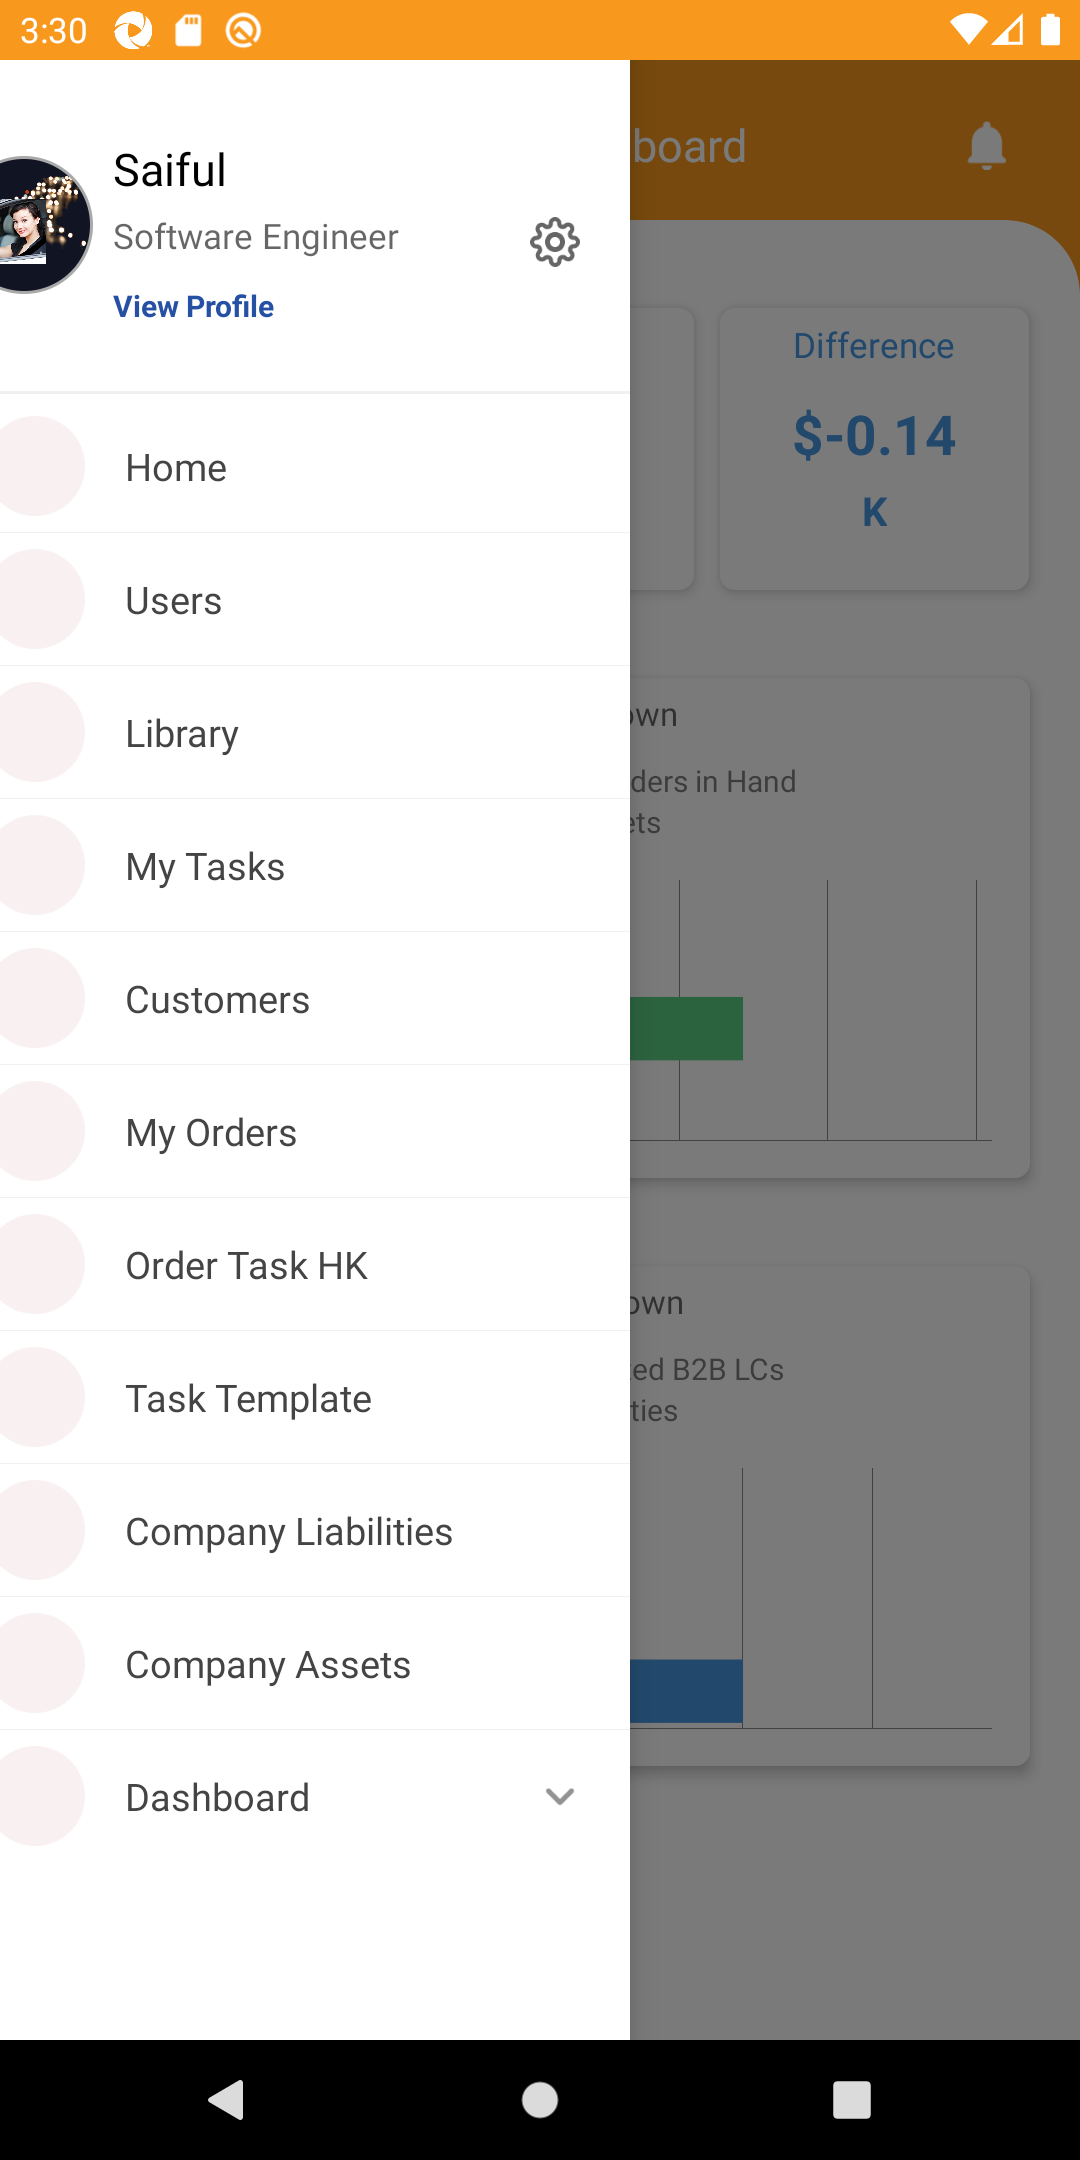 3:30
board
Saiful
Software Engineer
View Profile
Difference
$-0.14
K
Home
Users
Library
own
ders in Hand
ets
My Tasks
Customers
My Orders
Order Task HK
own
ed B2B LCs
ties
Task Template
Company Liabilities
Company Assets
Dashboard